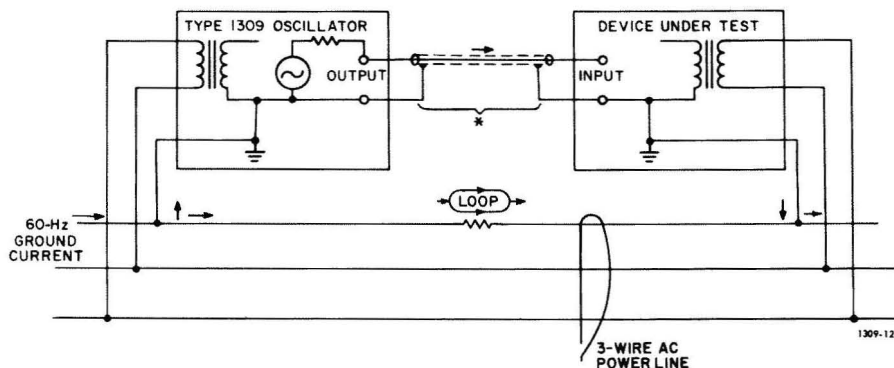 TYPE 1309 OSCILLATOR
DEVICE UNDER TEST
OUTPUT
INPUT
*
LOOP
60-Hz
GROUND
CURRENT
1309-12
3-WIRE AC
POWER LINE